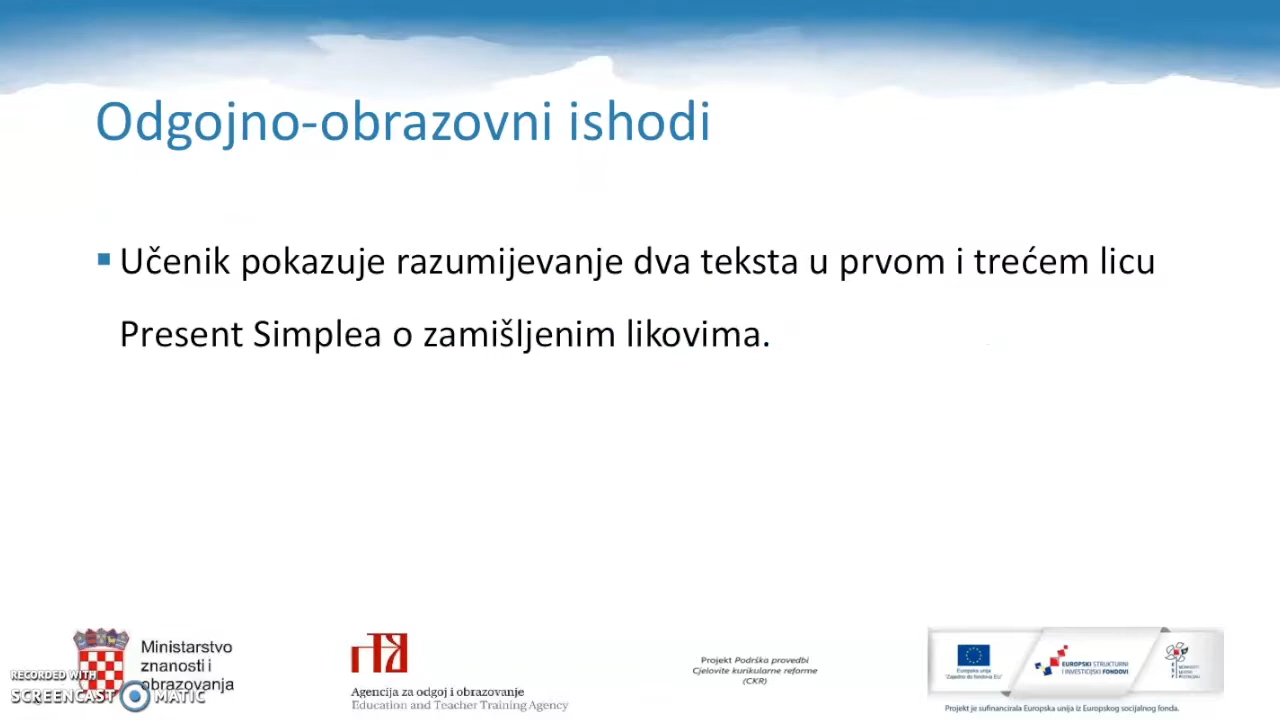 Odgojno-obrazovni ishodi
Učenik pokazuje razumijevanje dva teksta u prvom i trećem licu
Present Simplea o zamišljenim likovima.
Ministarstvo
znanosti i
obrazovanja
RECORDED WITH
SCREENCAST MATIC
Agencija za odgoj i obrazovanje
Education and Teacher Training Agency
Projekt Podrška provedbi
Cjelovite kurikularne reforme
(CKR)
Europska unija
"Zajedno do fondova EU"
EUROPSKI STRUKTURNI
I INVESTICIJSKI FONDOVI
Projekt je sufinancirala Europska unija iz Europskog socijalnog fonda.